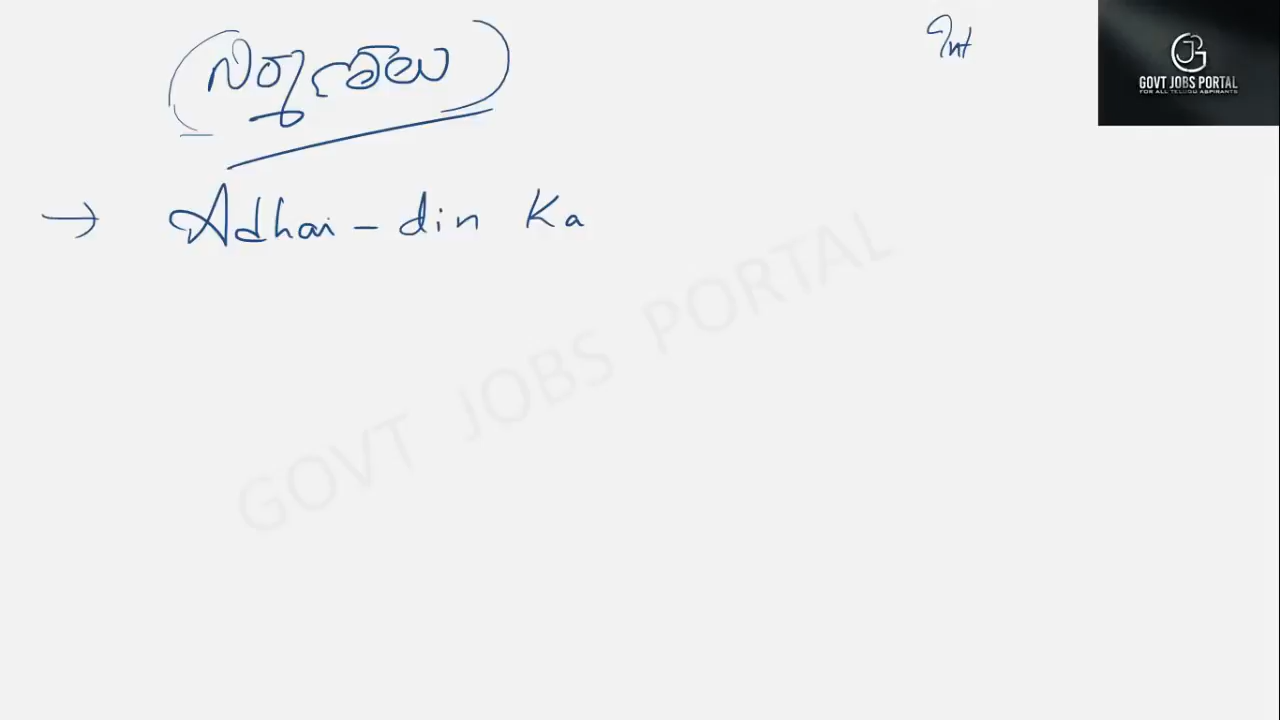 Int
(నిర్మాణాలు)
→ Adhai-din Ka
GOVT JOBS PORTAL
FOR ALL TELUGU ASPIRANTS
GOVT JOBS PORTAL